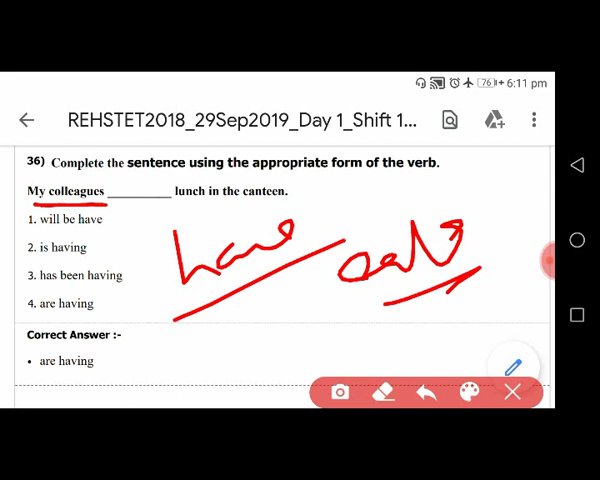 76 6:11 pm
REHSTET2018_29Sep2019_Day 1_Shift 1...
36) Complete the sentence using the appropriate form of the verb.
My colleagues __________ lunch in the canteen.
1. will be have
2. is having
3. has been having
4. are having
have
Correct Answer :-
• are having